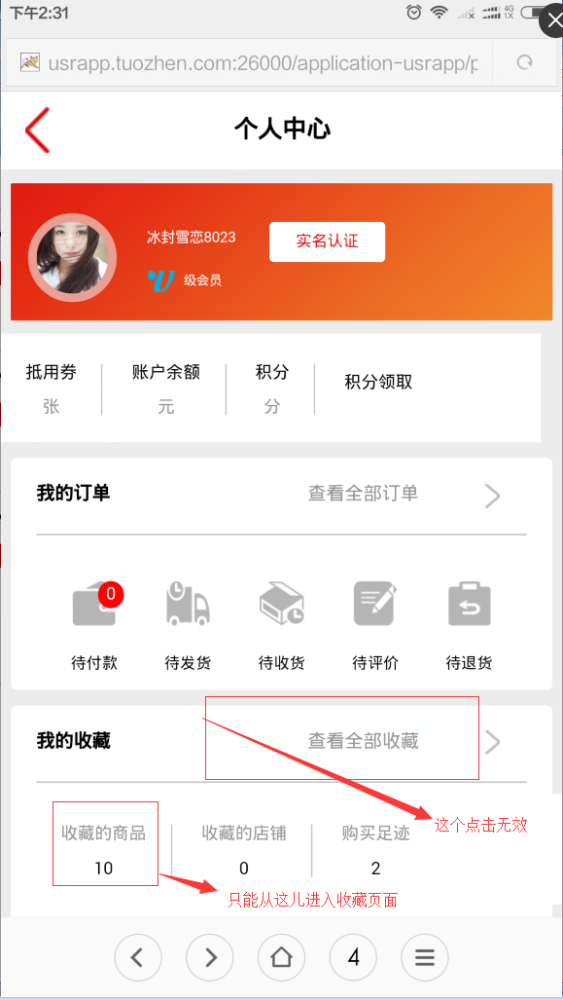 下午2:31
4G
1X
usrapp.tuozhen.com:26000/application-usrapp/p
个人中心
冰封雪恋8023
实名认证
级会员
抵用券 账户余额 积分 积分领取
张 元 分
我的订单 查看全部订单
0
待付款 待发货 待收货 待评价 待退货
我的收藏 查看全部收藏
这个点击无效
收藏的商品 收藏的店铺 购买足迹
10 0 2
只能从这儿进入收藏页面
4